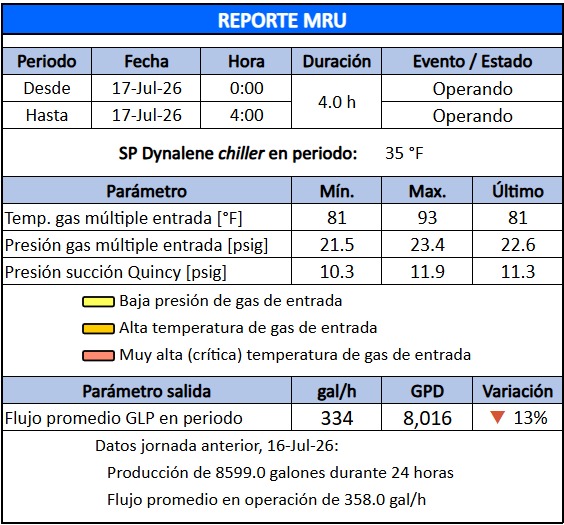 REPORTE MRU
Periodo Fecha Hora Duración Evento / Estado
Desde 17-Jul-26 0:00 4.0 h Operando
Hasta 17-Jul-26 4:00 Operando
SP Dynalene chiller en periodo: 35 °F
Parámetro Mín. Max. Último
Temp. gas múltiple entrada [°F] 81 93 81
Presión gas múltiple entrada [psig] 21.5 23.4 22.6
Presión succión Quincy [psig] 10.3 11.9 11.3
Baja presión de gas de entrada
Alta temperatura de gas de entrada
Muy alta (crítica) temperatura de gas de entrada
Parámetro salida gal/h GPD Variación
Flujo promedio GLP en periodo 334 8,016 ▼ 13%
Datos jornada anterior, 16-Jul-26:
Producción de 8599.0 galones durante 24 horas
Flujo promedio en operación de 358.0 gal/h